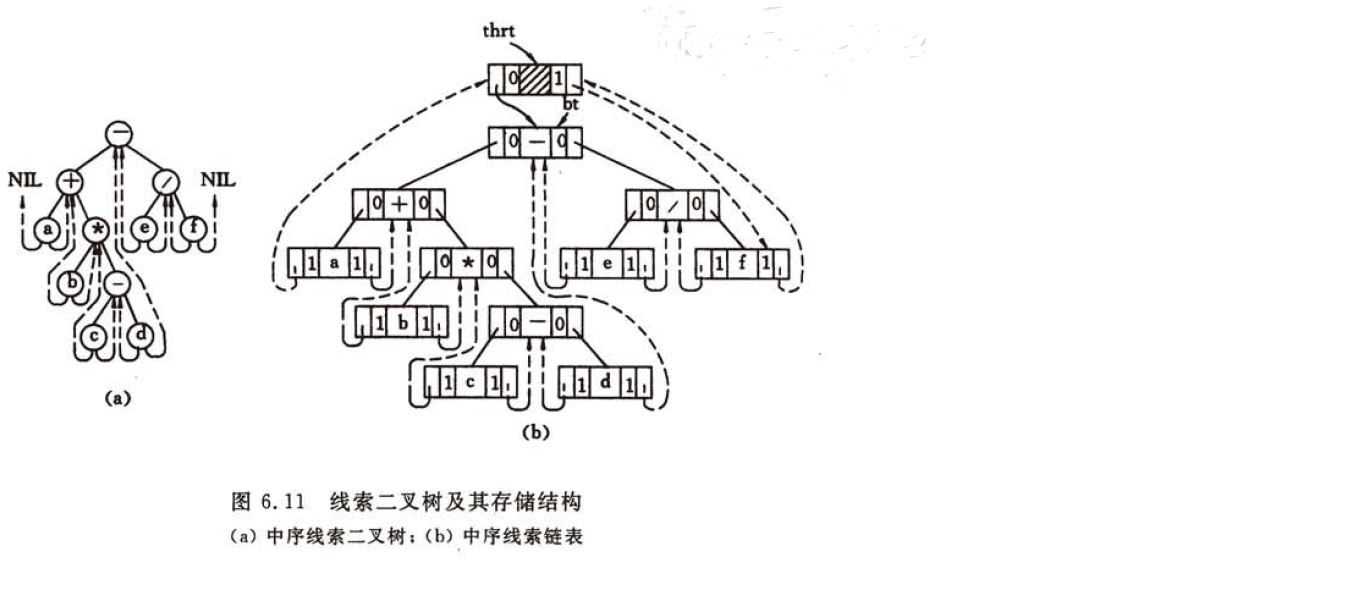 thrt
0 1
bt
0 − 0
−
NIL + / NIL
0 + 0 0 / 0
a * e f
1 a 1 0 * 0 1 e 1 1 f 1
b −
1 b 1 0 − 0
c d
1 c 1 1 d 1
(a)
(b)
图 6.11 线索二叉树及其存储结构
(a) 中序线索二叉树；(b) 中序线索链表